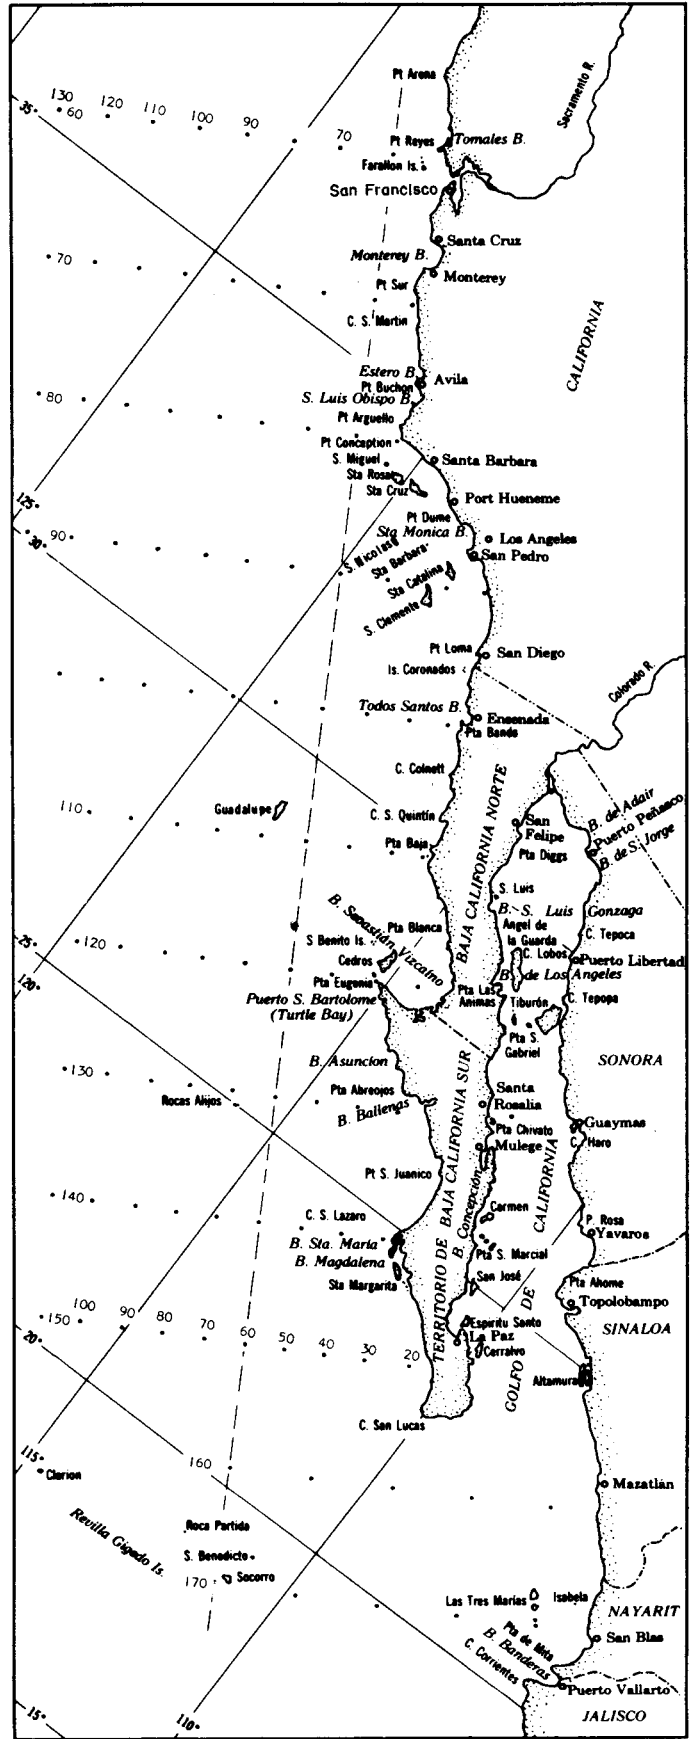 Pt Arena
Sacramento R.
130 120 110 100 90 70
60
35°
Pt Reyes
Tomales B.
Farallon Is.
San Francisco
Santa Cruz
Monterey B.
Monterey
70
Pt Sur
C. S. Martin
CALIFORNIA
Estero B.
Avila
Pt Buchon
80
S. Luis Obispo B.
Pt Arguello
Pt Conception
S. Miguel
Santa Barbara
Sta Rosa
Sta Cruz
125°
Port Hueneme
Pt Dume
30°
90
Sta Monica B.
Los Angeles
S. Nicolas
Sta Barbara
San Pedro
Sta Catalina
S. Clemente
Pt Loma
San Diego
Is. Coronados
Colorado R.
Todos Santos B.
Ensenada
Pta Banda
C. Colnett
BAJA CALIFORNIA NORTE
110
Guadalupe
C. S. Quintín
San
Felipe
B. de Adair
Puerto Peñasco
B. de S. Jorge
Pta Baja
Pta Diggs
S. Luis
B. S. Luis Gonzaga
B. Sebastián Vizcaíno
Pta Blanca
Angel de
la Guarda
C. Tepoca
25°
120
S Benito Is.
C. Lobos
Puerto Libertad
Cedros
B. de Los Angeles
120°
Pta Eugenia
Pta Las
Animas
Puerto S. Bartolome
(Turtle Bay)
Tiburón
C. Tepopa
Pta S.
Gabriel
B. Asuncion
SONORA
130
Pta Abreojos
Santa
Rosalia
Rocas Alijos
B. Ballenas
Pta Chivato
Guaymas
Mulege
C. Haro
Pt S. Juanico
B. Concepción
TERRITORIO DE BAJA CALIFORNIA SUR
GOLFO DE CALIFORNIA
140
C. S. Lazaro
Carmen
P. Rosa
Yavaros
B. Sta. María
B. Magdalena
Pta S. Marcial
Sta Margarita
San José
Pta Ahome
Topolobampo
150 100 90 80 70 60 50 40 30 20
20°
Espiritu Santo
La Paz
Cerralvo
SINALOA
Altamura
C. San Lucas
115°
160
Clarion
Mazatlán
Revilla Gigedo Is.
Roca Partida
S. Benedicto
170
Socorro
Las Tres Marías
Isabela
NAYARIT
Pta de Mita
San Blas
B. Banderas
C. Corrientes
Puerto Vallarto
15°
110°
JALISCO